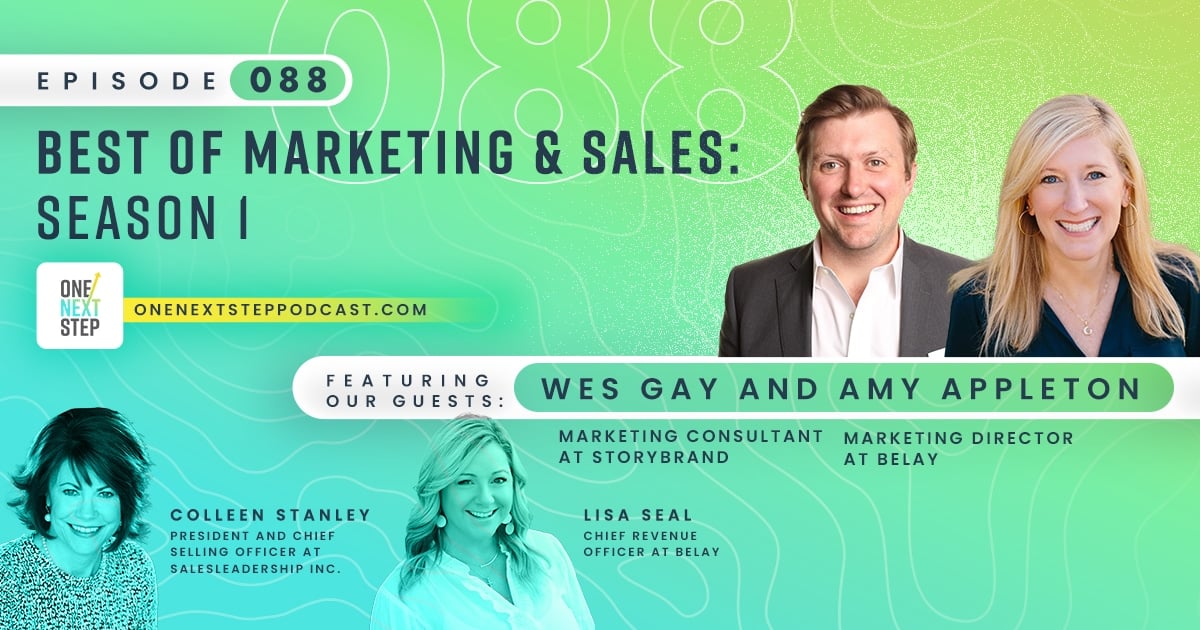 EPISODE 088
BEST OF MARKETING & SALES:
SEASON 1
ONE
NEXT
STEP
ONENEXTSTEPPODCAST.COM
FEATURING
OUR GUESTS:
WES GAY AND AMY APPLETON
MARKETING CONSULTANT
AT STORYBRAND
MARKETING DIRECTOR
AT BELAY
COLLEEN STANLEY
PRESIDENT AND CHIEF
SELLING OFFICER AT
SALESLEADERSHIP INC.
LISA SEAL
CHIEF REVENUE
OFFICER AT BELAY
088